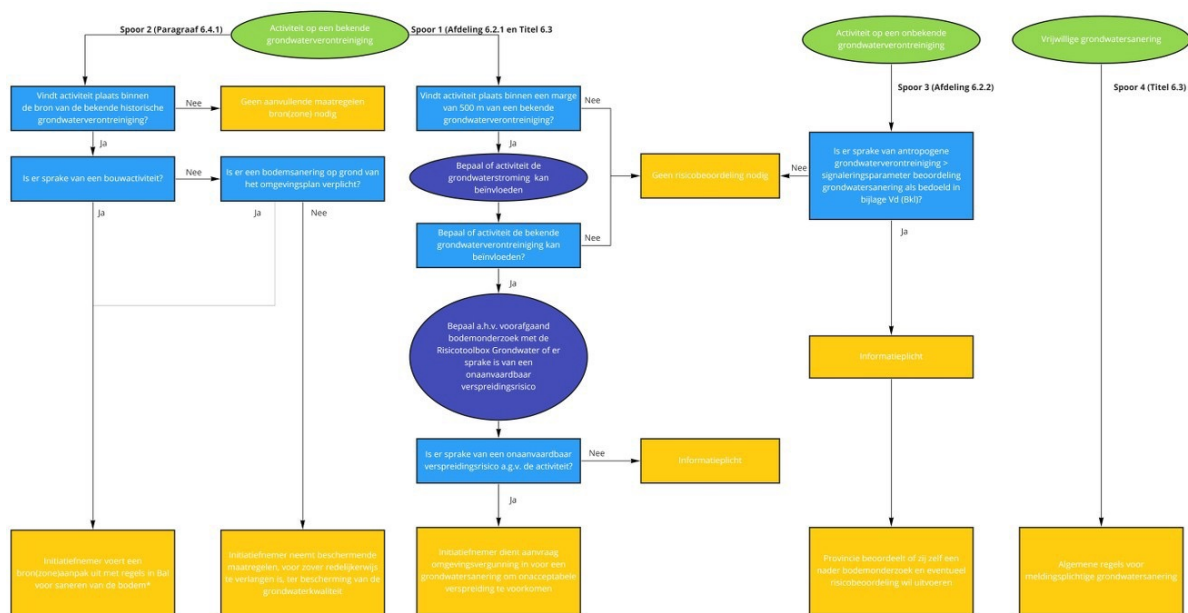 Spoor 2 (Paragraaf 6.4.1)
Activiteit op een bekende
grondwaterverontreiniging
Spoor 1 (Afdeling 6.2.1 en Titel 6.3
Activiteit op een onbekende
grondwaterverontreiniging
Vrijwillige grondwatersanering
Spoor 3 (Afdeling 6.2.2)
Spoor 4 (Titel 6.3)
Vindt activiteit plaats binnen
de bron van de bekende historische
grondwaterverontreiniging?
Nee
Geen aanvullende maatregelen
bron(zone) nodig
Vindt activiteit plaats binnen een marge
van 500 m van een bekende
grondwaterverontreiniging?
Nee
Ja
Ja
Is er sprake van een bouwactiviteit?
Nee
Is er een bodemsanering op grond van
het omgevingsplan verplicht?
Bepaal of activiteit de
grondwaterstroming kan
beïnvloeden
Geen risicobeoordeling nodig
Nee
Is er sprake van antropogene
grondwaterverontreiniging >
signaleringsparameter beoordeling
grondwatersanering als bedoeld in
bijlage Vd (Bkl)?
Ja
Ja
Nee
Bepaal of activiteit de bekende
grondwaterverontreiniging kan
beïnvloeden?
Nee
Ja
Ja
Bepaal a.h.v. voorafgaand
bodemonderzoek met de
Risicotoolbox Grondwater of er
sprake is van een
onaanvaardbaar
verspreidingsrisico
Informatieplicht
Is er sprake van een onaanvaardbaar
verspreidingsrisico a.g.v. de activiteit?
Nee
Informatieplicht
Ja
Initiatiefnemer voert een
bron(zone)aanpak uit met regels in Bal
voor saneren van de bodem*
Initiatiefnemer neemt beschermende
maatregelen, voor zover redelijkerwijs
te verlangen is, ter bescherming van de
grondwaterkwaliteit
Initiatiefnemer dient aanvraag
omgevingsvergunning in voor een
grondwatersanering om onacceptabele
verspreiding te voorkomen
Provincie beoordeelt of zij zelf een
nader bodemonderzoek en eventueel
risicobeoordeling wil uitvoeren
Algemene regels voor
meldingsplichtige grondwatersanering